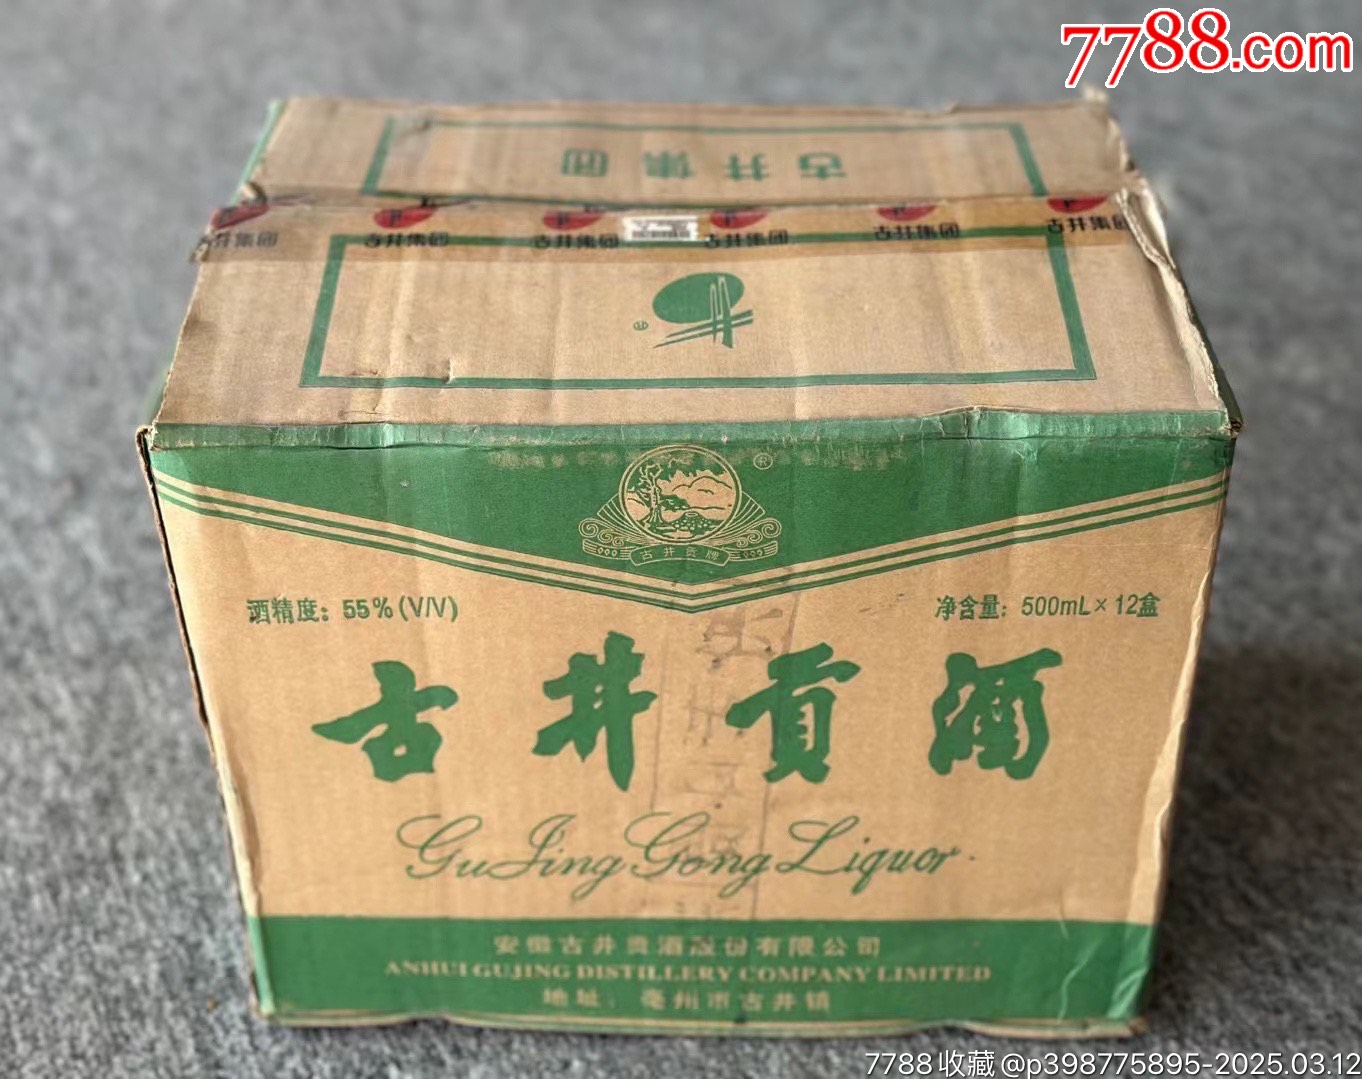 7788.com
古井集团
古井集团 古井集团 古井集团 古井集团 古井集团 古井集团
古井贡牌
酒精度：55%(V/V)
净含量：500mL×12盒
古井贡酒
GuJing Gong Liquor
安徽古井贡酒股份有限公司
ANHUI GUJING DISTILLERY COMPANY LIMITED
地址：亳州市古井镇
7788收藏@p398775895-2025.03.12